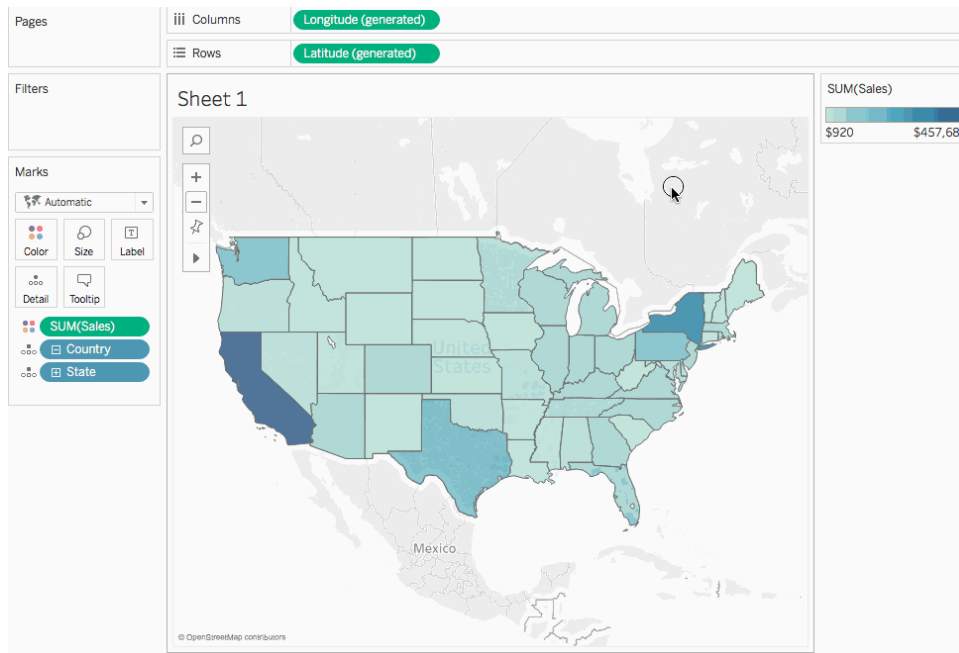 Pages
Columns
Longitude (generated)
Rows
Latitude (generated)
Filters
Sheet 1
SUM(Sales)
$920
$457,68
Marks
Automatic
Color
Size
Label
Detail
Tooltip
SUM(Sales)
Country
State
United
States
Mexico
© OpenStreetMap contributors